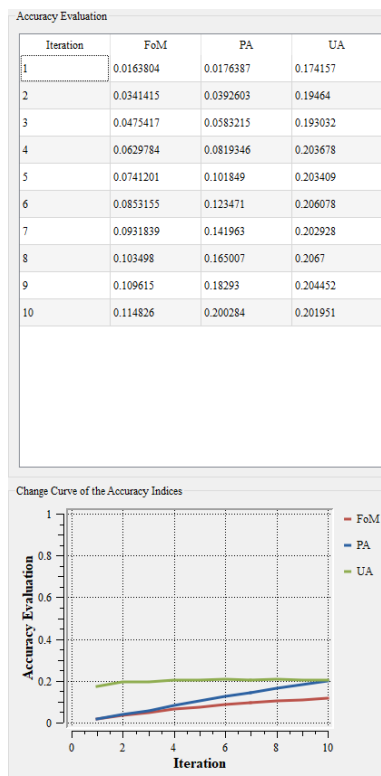 Accuracy Evaluation
Iteration FoM PA UA
1 0.0163804 0.0176387 0.174157
2 0.0341415 0.0392603 0.19464
3 0.0475417 0.0583215 0.193032
4 0.0629784 0.0819346 0.203678
5 0.0741201 0.101849 0.203409
6 0.0853155 0.123471 0.206078
7 0.0931839 0.141963 0.202928
8 0.103498 0.165007 0.2067
9 0.109615 0.18293 0.204452
10 0.114826 0.200284 0.201951
Change Curve of the Accuracy Indices
1
0.8
0.6
0.4
0.2
0
Accuracy Evaluation
0 2 4 6 8 10
Iteration
FoM
PA
UA